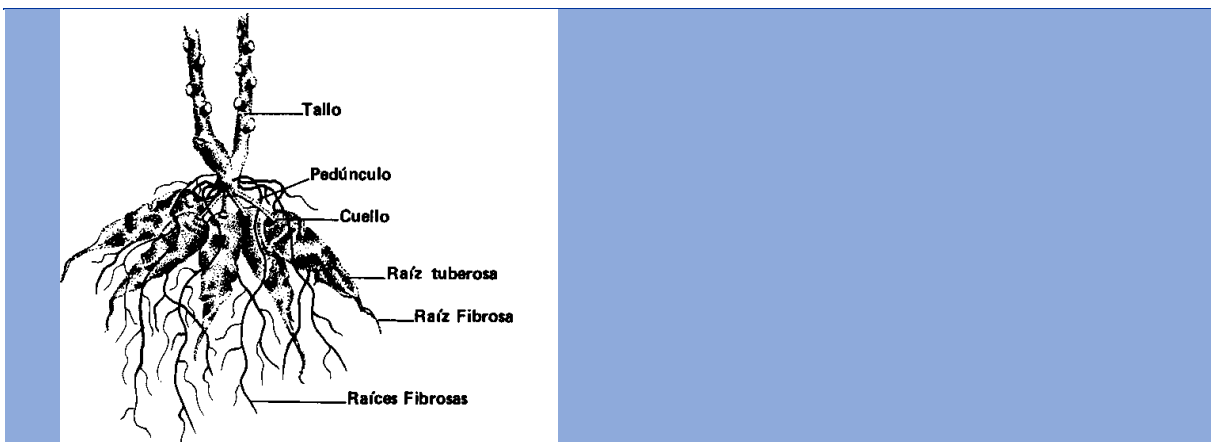 Tallo
Pedúnculo
Cuello
Raíz tuberosa
Raíz Fibrosa
Raíces Fibrosas